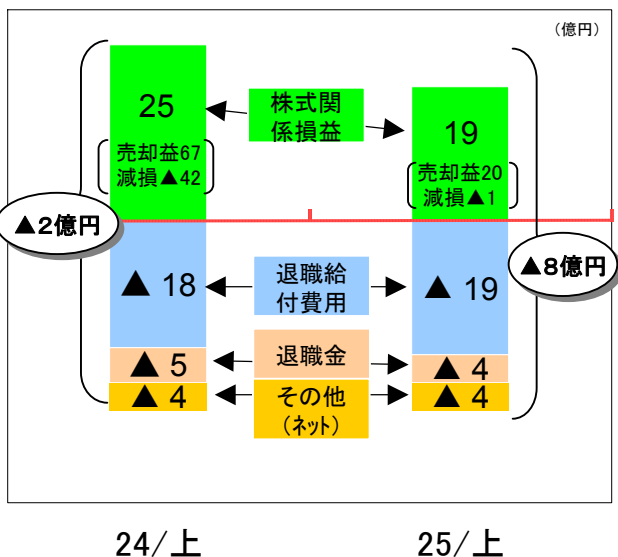 (億円)
25
売却益67
減損▲42
株式関
係損益
19
売却益20
減損▲1
▲2億円
▲8億円
▲ 18
退職給
付費用
▲ 19
▲ 5
退職金
▲ 4
▲ 4
その他
(ネット)
▲ 4
24/上
25/上